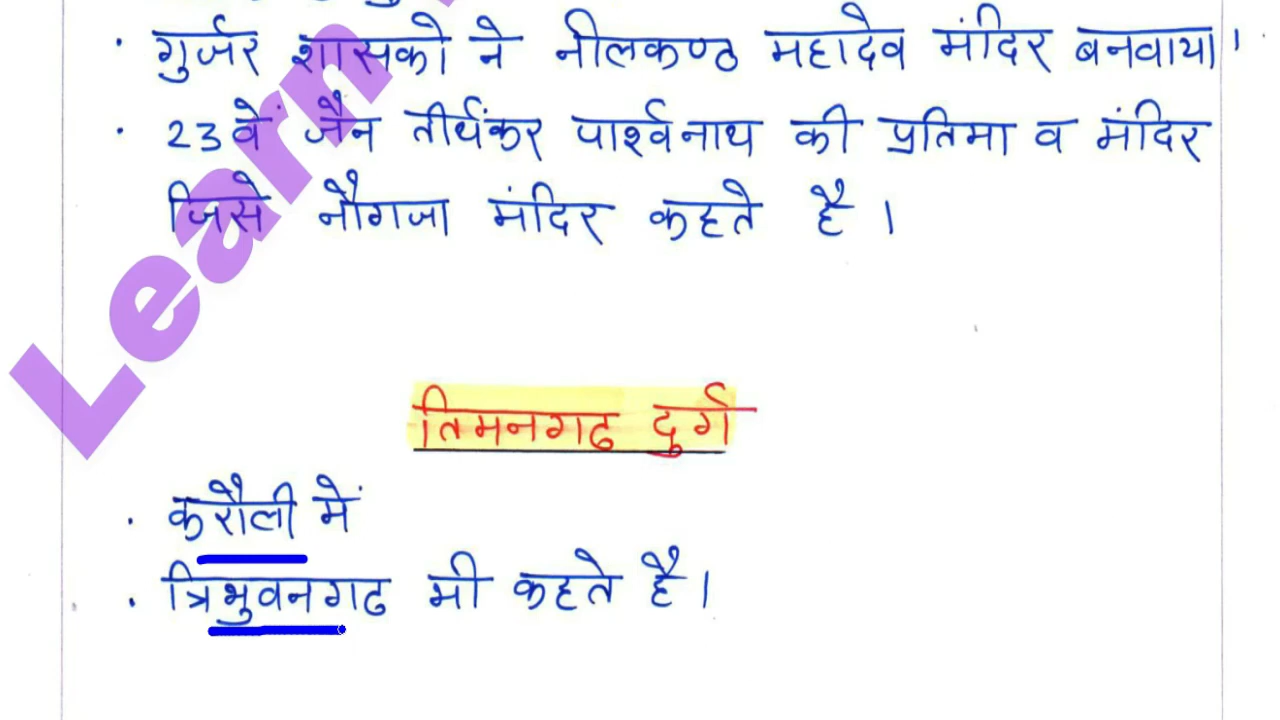 • गुर्जर शासको ने नीलकण्ठ महादेव मंदिर बनवाया।
• 23वें जैन तीर्थंकर पार्श्वनाथ की प्रतिमा व मंदिर
जिसे नौगजा मंदिर कहते है।
Learn
तिमनगढ दुर्ग
• करौली में
• त्रिभुवनगढ भी कहते है।